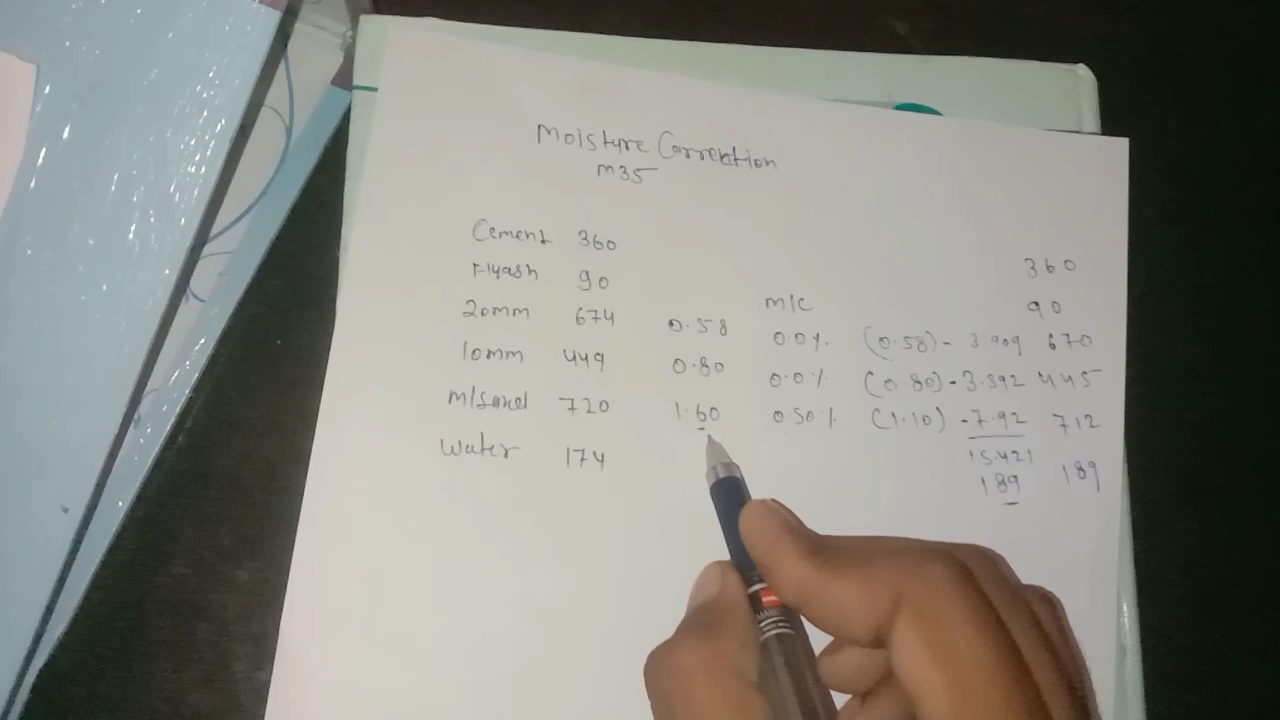 Moisture Correction
M35
Cement 360 360
Flyash 90 90
M/C
20mm 674 0.58 0.0% (0.58) - 3.909 670
10mm 449 0.80 0.0% (0.80) - 3.592 445
M/Sand 720 1.60 0.50% (1.10) - 7.92 712
15.421
Water 174 189 189